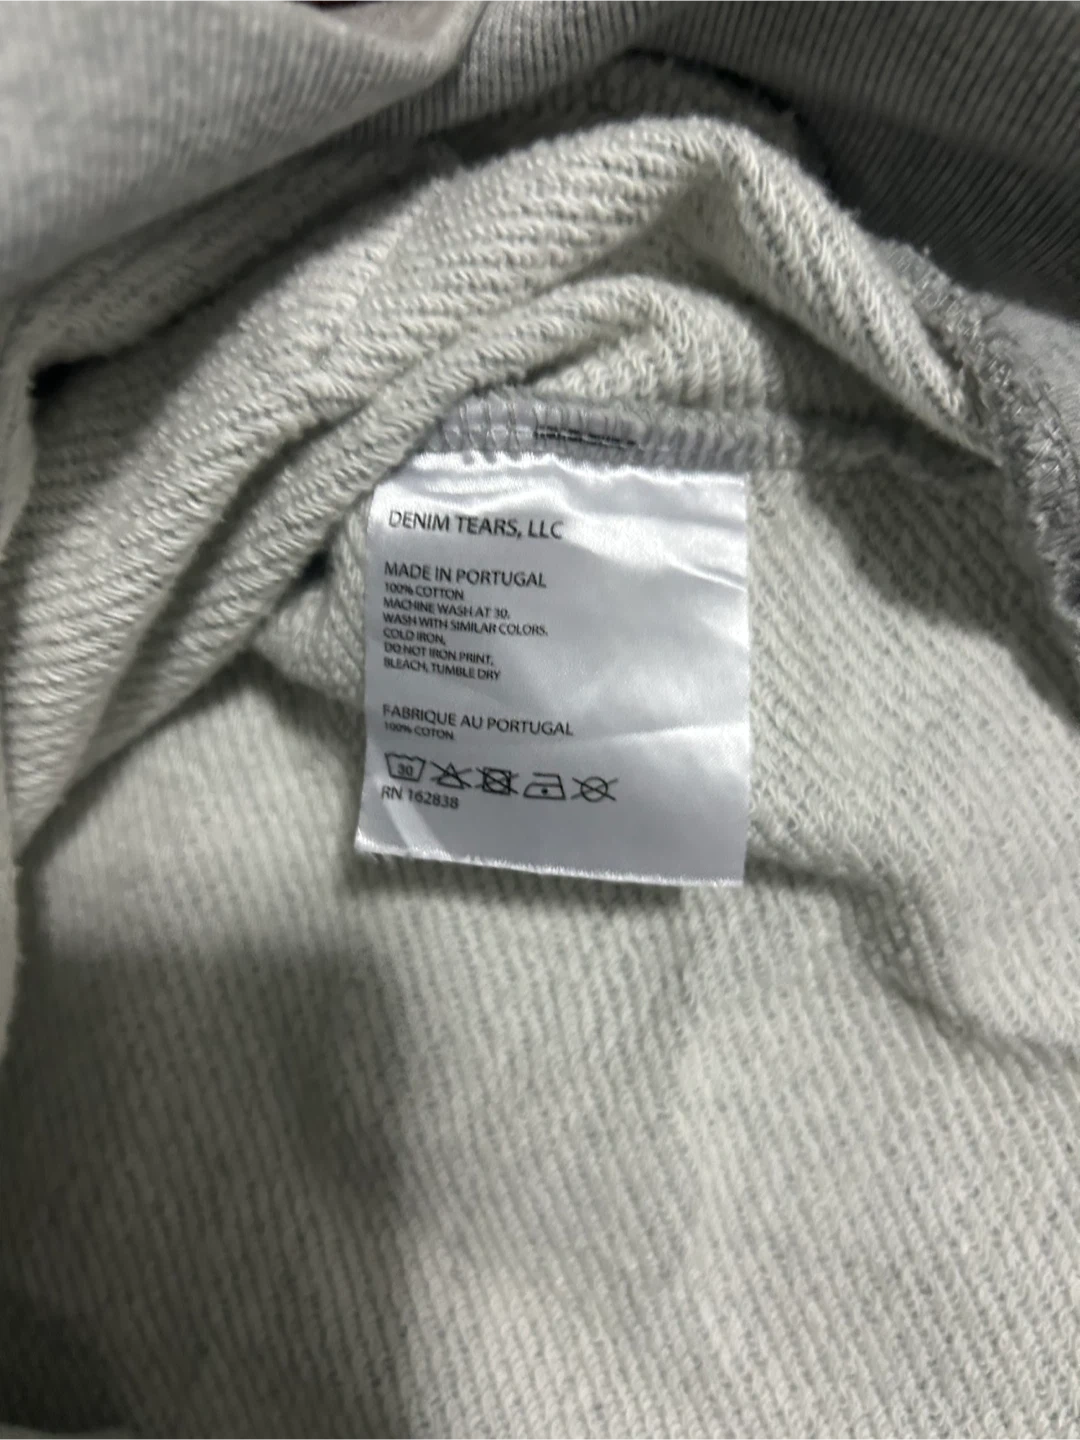 DENIM TEARS, LLC
MADE IN PORTUGAL
100% COTTON
MACHINE WASH AT 30.
WASH WITH SIMILAR COLORS.
COLD IRON,
DO NOT IRON PRINT,
BLEACH, TUMBLE DRY
FABRIQUE AU PORTUGAL
100% COTON
30
RN 162838